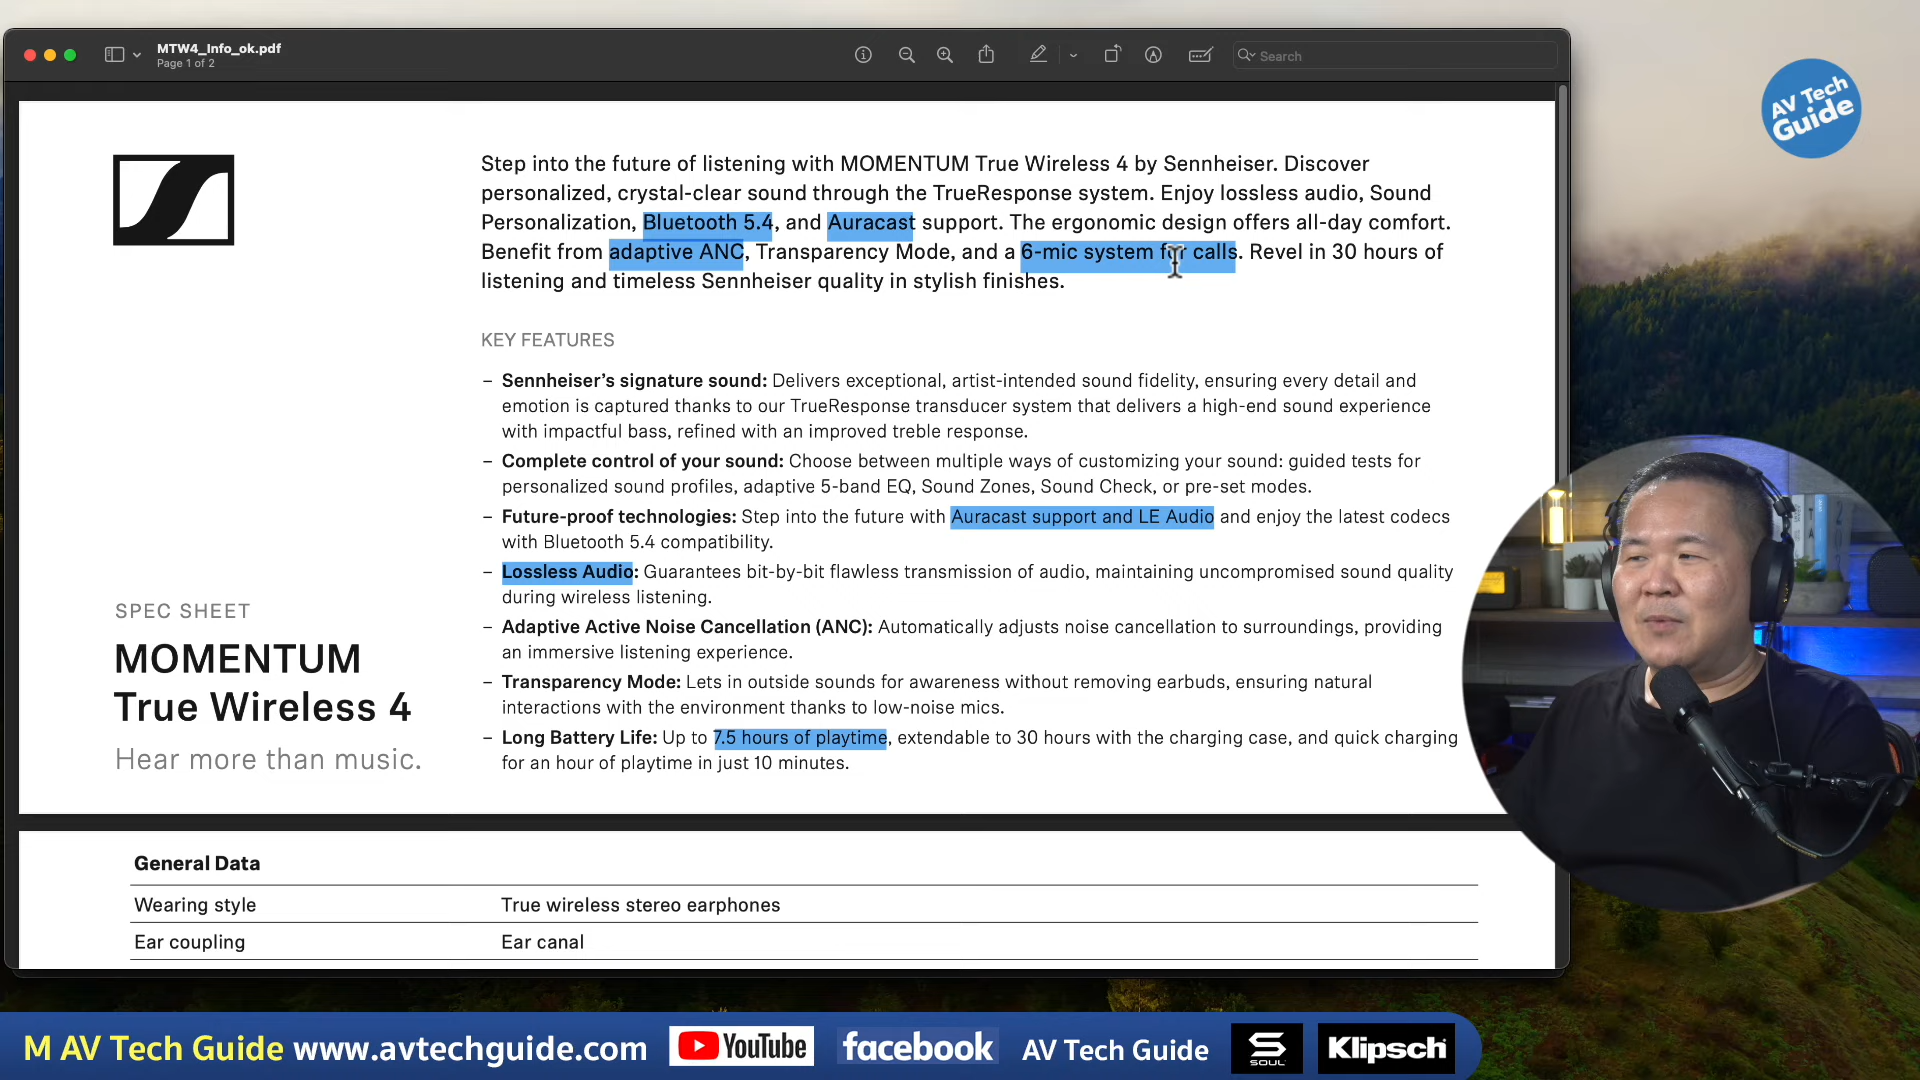 MTW4_Info_ok.pdf
Page 1 of 2
Search
AV Tech
Guide
Step into the future of listening with MOMENTUM True Wireless 4 by Sennheiser. Discover
personalized, crystal-clear sound through the TrueResponse system. Enjoy lossless audio, Sound
Personalization, Bluetooth 5.4, and Auracast support. The ergonomic design offers all-day comfort.
Benefit from adaptive ANC, Transparency Mode, and a 6-mic system for calls. Revel in 30 hours of
listening and timeless Sennheiser quality in stylish finishes.
KEY FEATURES
– Sennheiser’s signature sound: Delivers exceptional, artist-intended sound fidelity, ensuring every detail and
emotion is captured thanks to our TrueResponse transducer system that delivers a high-end sound experience
with impactful bass, refined with an improved treble response.
– Complete control of your sound: Choose between multiple ways of customizing your sound: guided tests for
personalized sound profiles, adaptive 5-band EQ, Sound Zones, Sound Check, or pre-set modes.
– Future-proof technologies: Step into the future with Auracast support and LE Audio and enjoy the latest codecs
with Bluetooth 5.4 compatibility.
– Lossless Audio: Guarantees bit-by-bit flawless transmission of audio, maintaining uncompromised sound quality
during wireless listening.
– Adaptive Active Noise Cancellation (ANC): Automatically adjusts noise cancellation to surroundings, providing
an immersive listening experience.
– Transparency Mode: Lets in outside sounds for awareness without removing earbuds, ensuring natural
interactions with the environment thanks to low-noise mics.
– Long Battery Life: Up to 7.5 hours of playtime, extendable to 30 hours with the charging case, and quick charging
for an hour of playtime in just 10 minutes.
SPEC SHEET
MOMENTUM
True Wireless 4
Hear more than music.
General Data
Wearing style True wireless stereo earphones
Ear coupling Ear canal
M AV Tech Guide www.avtechguide.com YouTube facebook AV Tech Guide SOUL Klipsch